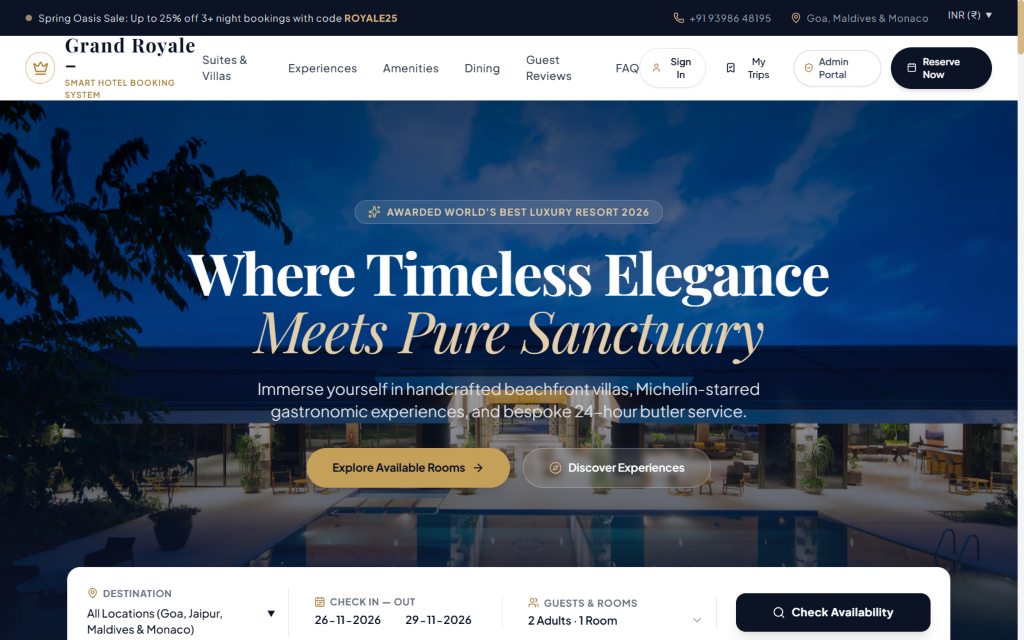 Spring Oasis Sale: Up to 25% off 3+ night bookings with code ROYALE25
+91 93986 48195
Goa, Maldives & Monaco
INR (₹) ▼
Grand Royale
–
SMART HOTEL BOOKING
SYSTEM
Suites &
Villas
Experiences
Amenities
Dining
Guest
Reviews
FAQ
Sign
In
My
Trips
Admin
Portal
Reserve
Now
AWARDED WORLD'S BEST LUXURY RESORT 2026
Where Timeless Elegance
Meets Pure Sanctuary
Immerse yourself in handcrafted beachfront villas, Michelin-starred
gastronomic experiences, and bespoke 24-hour butler service.
Explore Available Rooms →
Discover Experiences
DESTINATION
All Locations (Goa, Jaipur,
Maldives & Monaco)
▼
CHECK IN — OUT
26-11-2026 29-11-2026
GUESTS & ROOMS
2 Adults · 1 Room
Check Availability